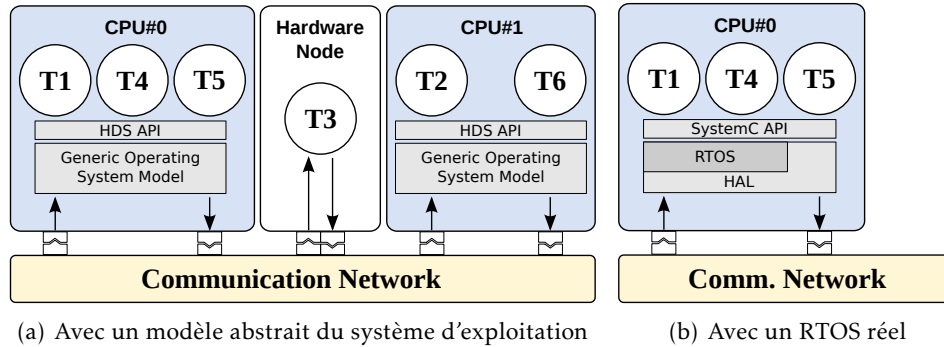 CPU#0
T1 T4 T5
HDS API
Generic Operating
System Model
Hardware
Node
T3
CPU#1
T2 T6
HDS API
Generic Operating
System Model
Communication Network
(a) Avec un modèle abstrait du système d'exploitation
CPU#0
T1 T4 T5
SystemC API
RTOS
HAL
Comm. Network
(b) Avec un RTOS réel